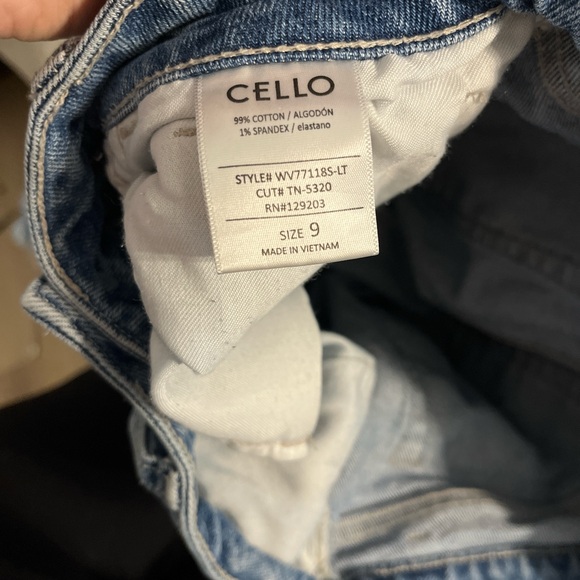 CELLO
99% COTTON / ALGODÓN
1% SPANDEX / elastano
STYLE# WV77118S-LT
CUT# TN-5320
RN#129203
SIZE 9
MADE IN VIETNAM